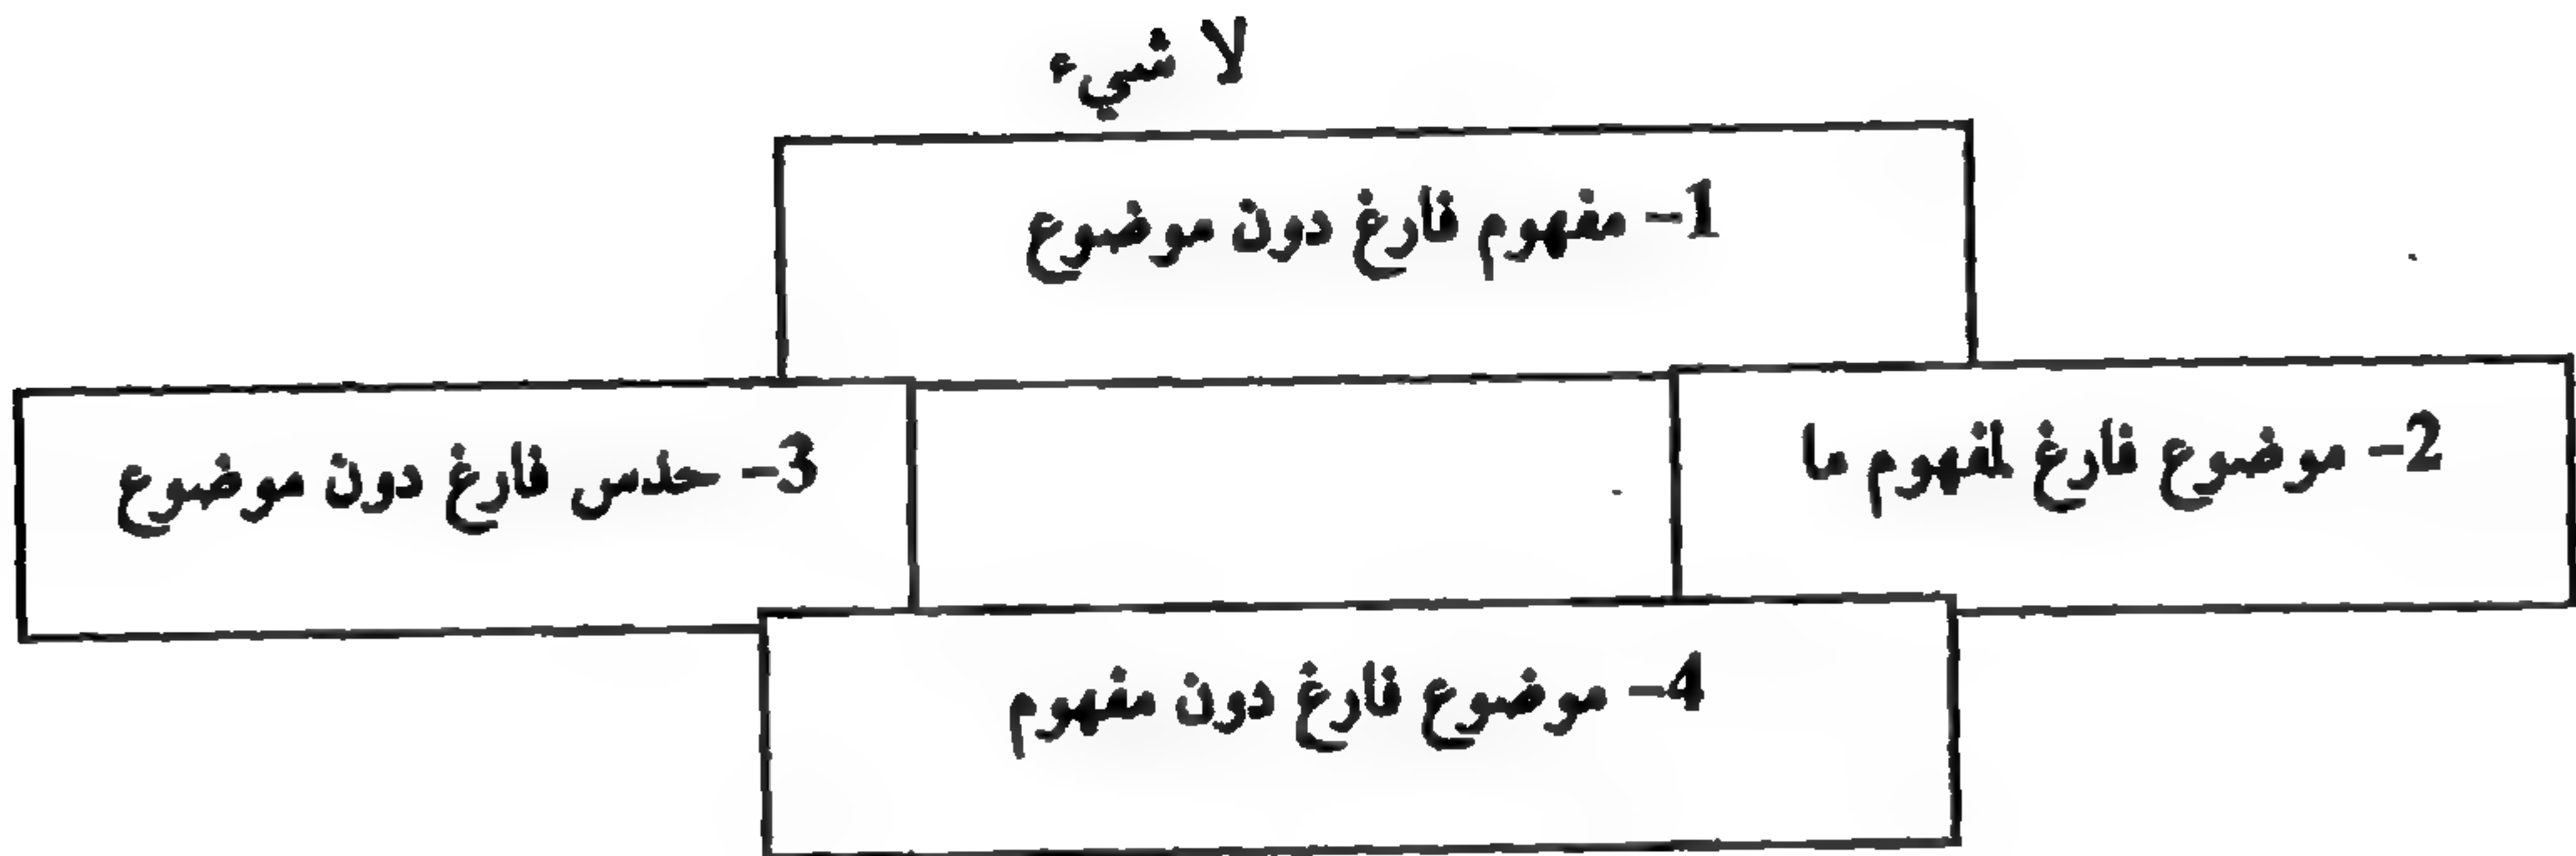 لا شيء
1- مفهوم فارغ دون موضوع
2- موضوع فارغ لمفهوم ما
3- حدس فارغ دون موضوع
4- موضوع فارغ دون مفهوم